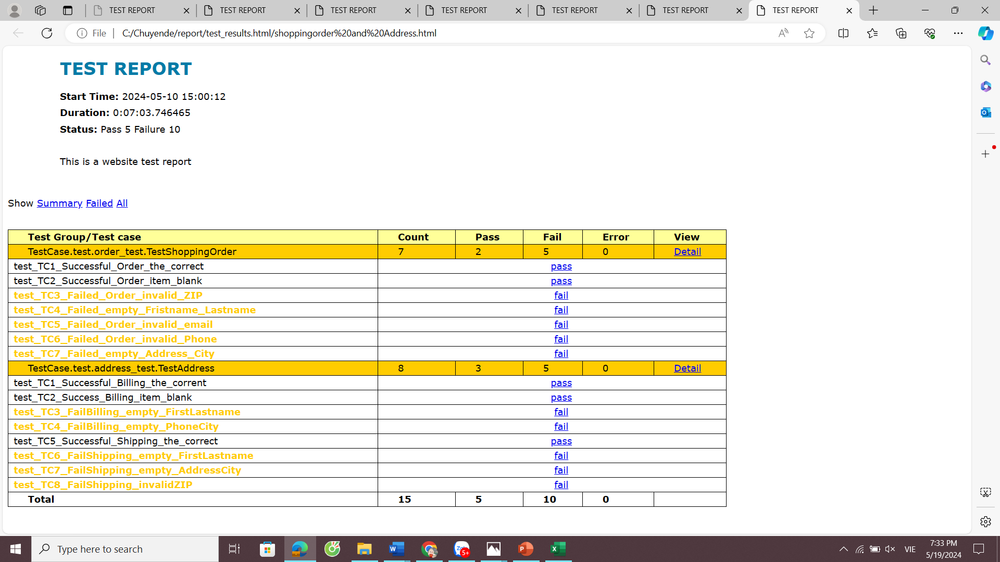 TEST REPORT TEST REPORT TEST REPORT TEST REPORT TEST REPORT TEST REPORT TEST REPORT
File C:/Chuyende/report/test_results.html/shoppingorder%20and%20Address.html
TEST REPORT
Start Time: 2024-05-10 15:00:12
Duration: 0:07:03.746465
Status: Pass 5 Failure 10
This is a website test report
Show Summary Failed All
Test Group/Test case Count Pass Fail Error View
TestCase.test.order_test.TestShoppingOrder 7 2 5 0 Detail
test_TC1_Successful_Order_the_correct pass
test_TC2_Successful_Order_item_blank pass
test_TC3_Failed_Order_invalid_ZIP fail
test_TC4_Failed_empty_Fristname_Lastname fail
test_TC5_Failed_Order_invalid_email fail
test_TC6_Failed_Order_invalid_Phone fail
test_TC7_Failed_empty_Address_City fail
TestCase.test.address_test.TestAddress 8 3 5 0 Detail
test_TC1_Successful_Billing_the_corrent pass
test_TC2_Success_Billing_item_blank pass
test_TC3_FailBilling_empty_FirstLastname fail
test_TC4_FailBilling_empty_PhoneCity fail
test_TC5_Successful_Shipping_the_correct pass
test_TC6_FailShipping_empty_FirstLastname fail
test_TC7_FailShipping_empty_AddressCity fail
test_TC8_FailShipping_invalidZIP fail
Total 15 5 10 0
Type here to search
5+
VIE
7:33 PM
5/19/2024